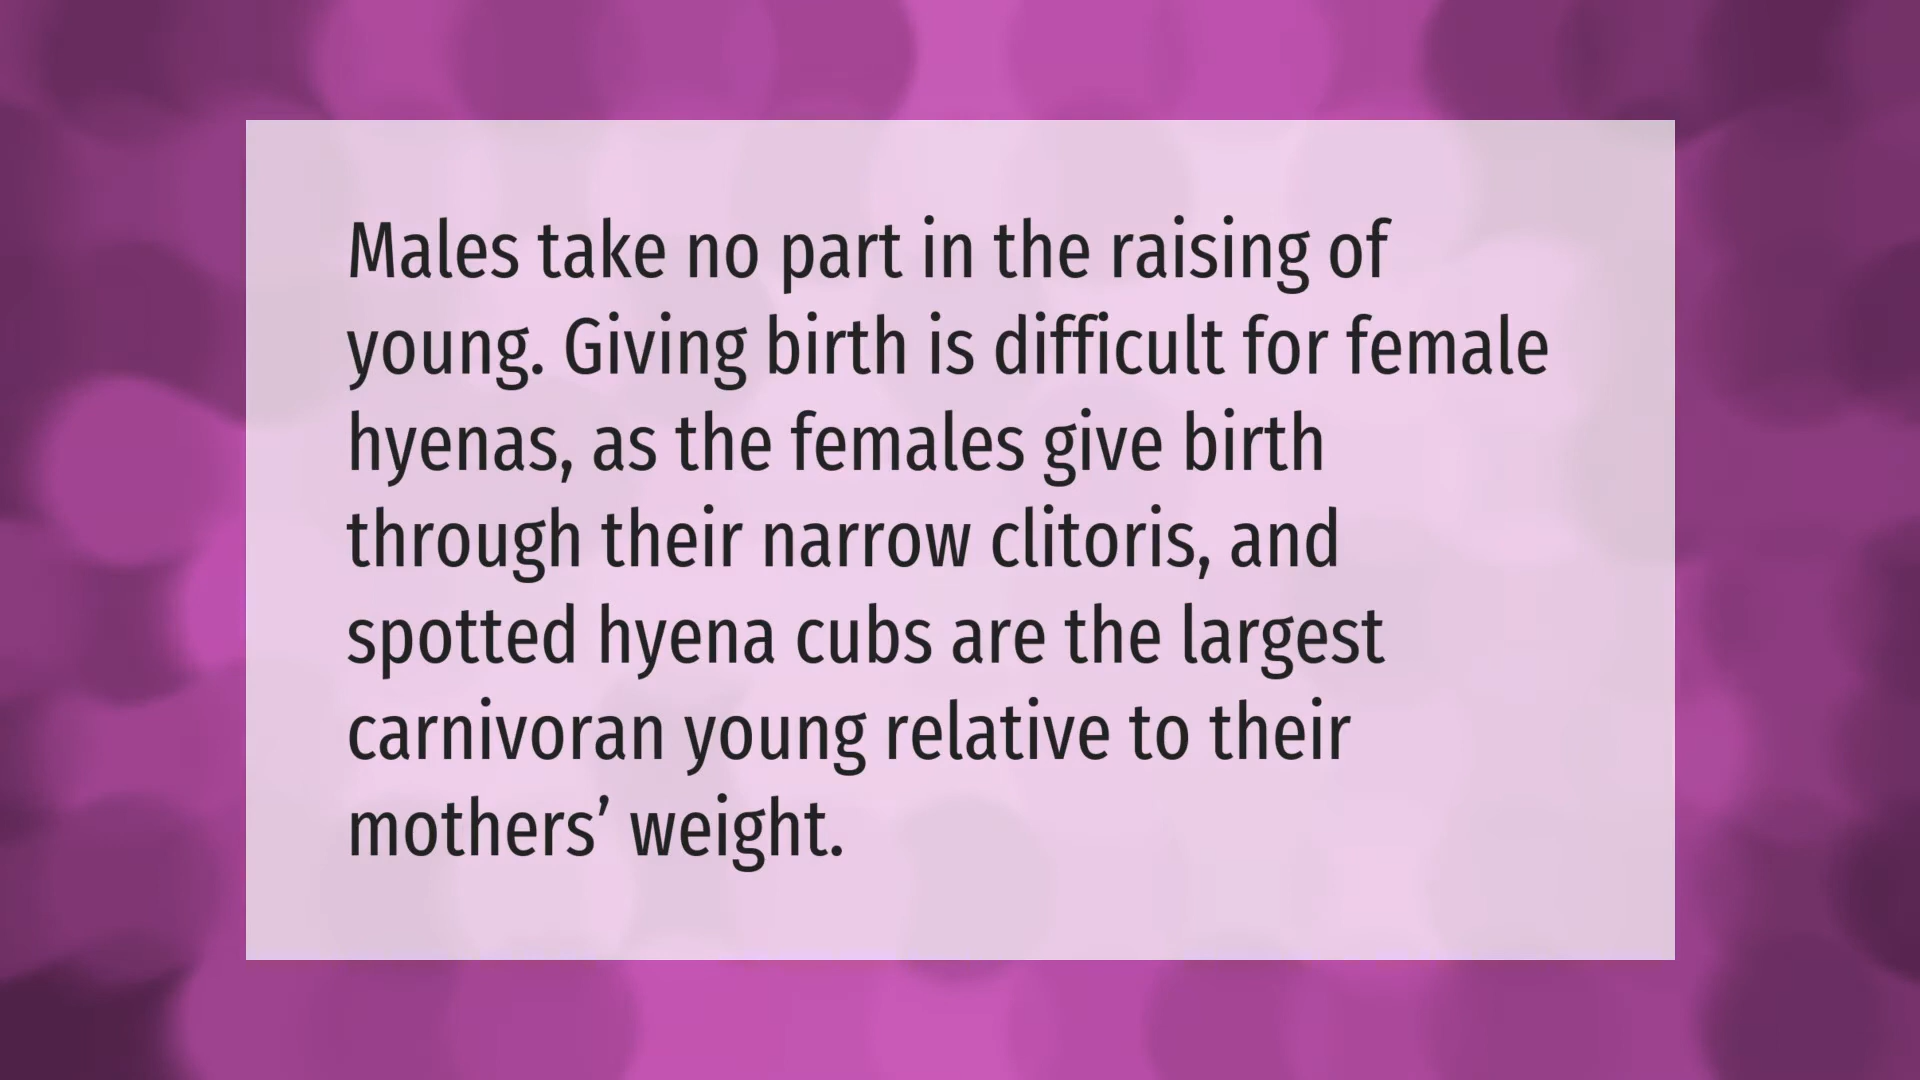 Males take no part in the raising of
young. Giving birth is difficult for female
hyenas, as the females give birth
through their narrow clitoris, and
spotted hyena cubs are the largest
carnivoran young relative to their
mothers’ weight.